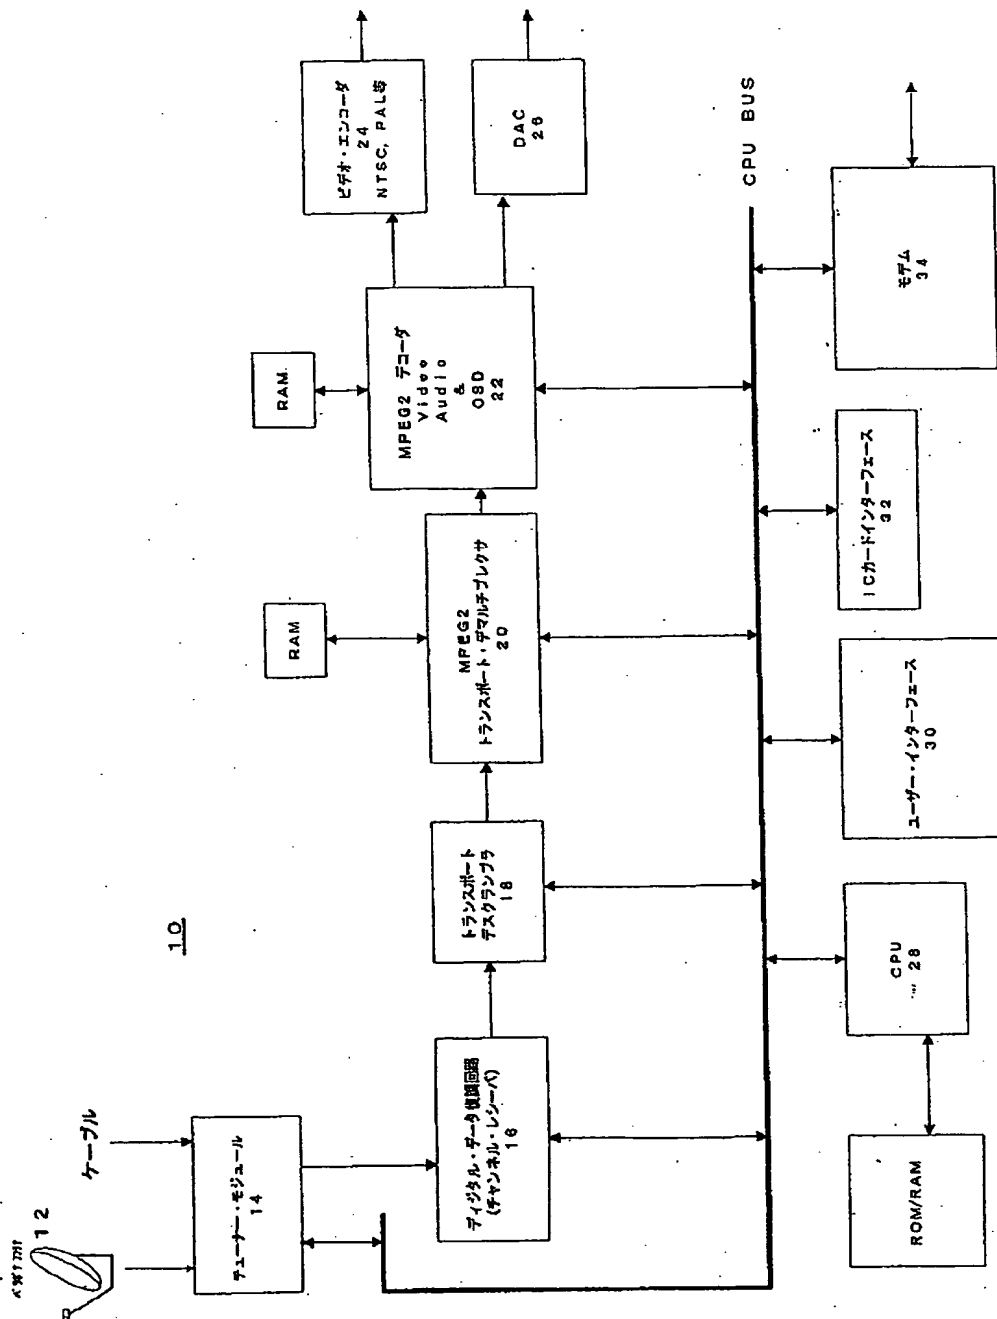 12
ケーブル
10
チューナー・モジュール
14
ディジタル・データ復調回路
(チャンネル・レシーバ)
16
トランスポート
デスクランブラ
18
RAM
MPEG2
トランスポート・デマルチプレクサ
20
RAM
MPEG2 デコーダ
Video
Audio
&
OSD
22
ビデオ・エンコーダ
24
NTSC, PAL等
DAC
26
CPU BUS
ROM/RAM
CPU
28
ユーザー・インターフェース
30
ICカードインターフェース
32
モデム
34